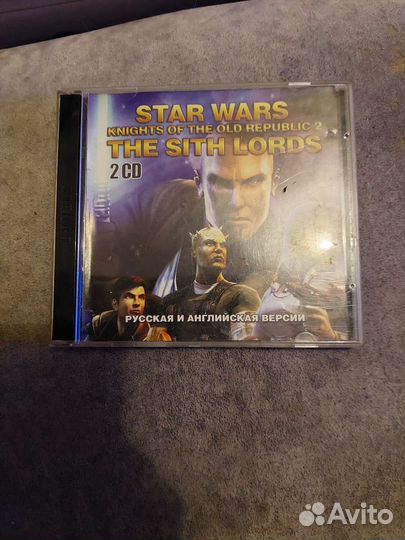 STAR WARS
KNIGHTS OF THE OLD REPUBLIC 2
THE SITH LORDS
2 CD
РУССКАЯ И АНГЛИЙСКАЯ ВЕРСИИ
Avito